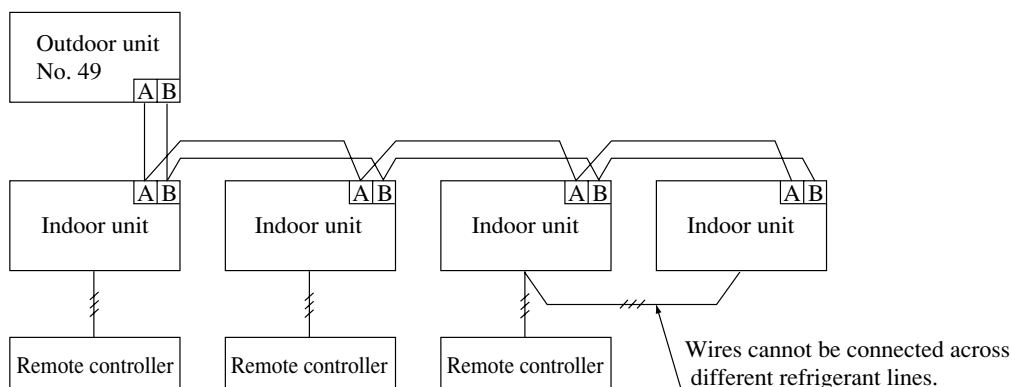 Outdoor unit
No. 49
A B
A B
A B
A B
A B
Indoor unit
Indoor unit
Indoor unit
Indoor unit
Remote controller
Remote controller
Remote controller
Wires cannot be connected across
different refrigerant lines.